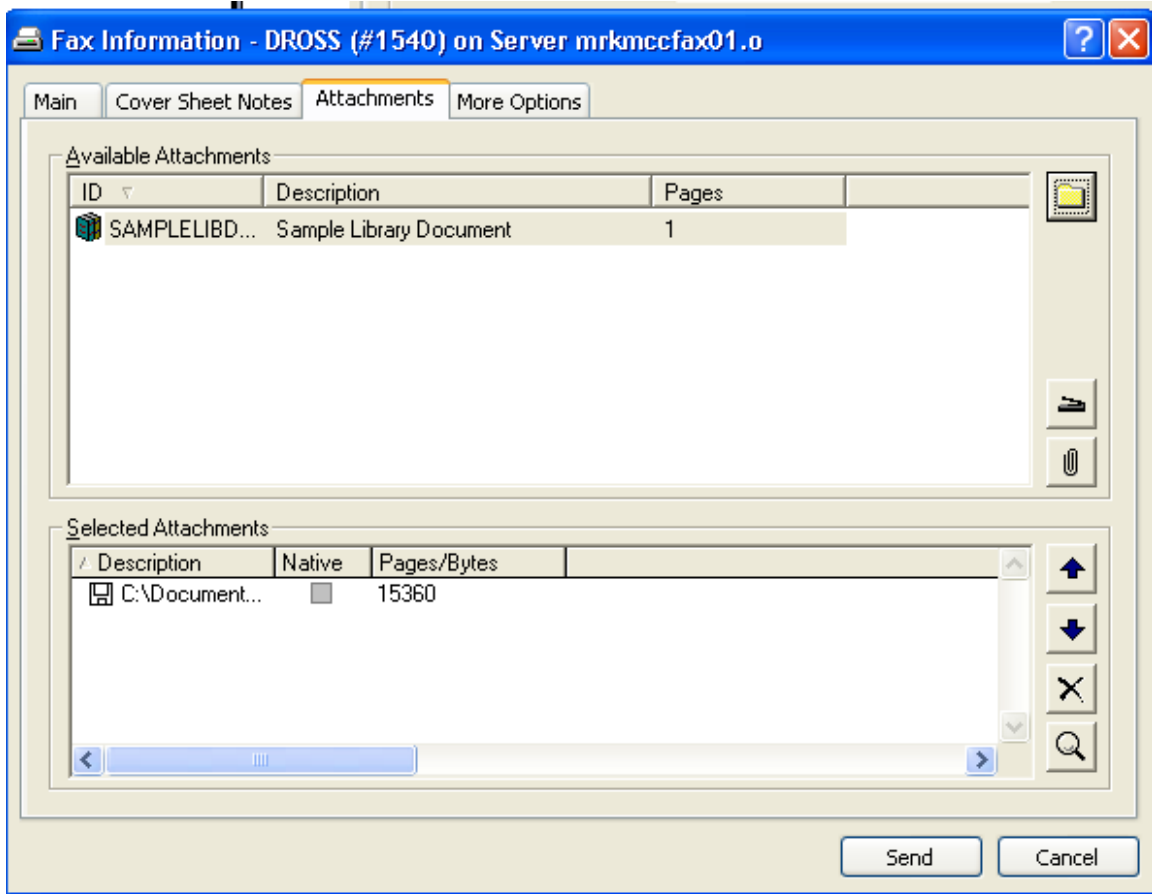 Fax Information - DROSS (#1540) on Server mrkmccfax01.o
Main Cover Sheet Notes Attachments More Options
Available Attachments
ID Description Pages
SAMPLELIBD... Sample Library Document 1
Selected Attachments
Description Native Pages/Bytes
C:\Document... 15360
Send Cancel